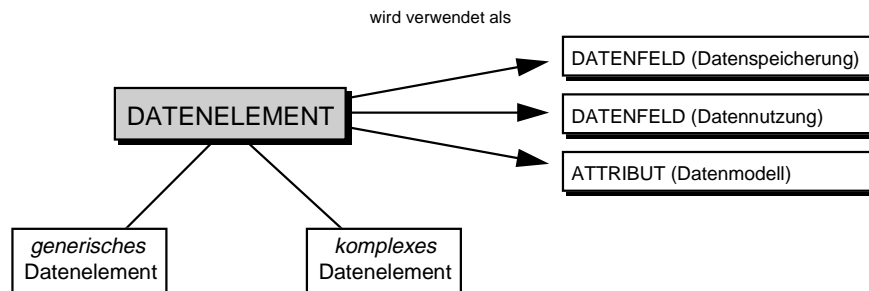 wird verwendet als
DATENFELD (Datenspeicherung)
DATENELEMENT
DATENFELD (Datennutzung)
ATTRIBUT (Datenmodell)
generisches
Datenelement
komplexes
Datenelement